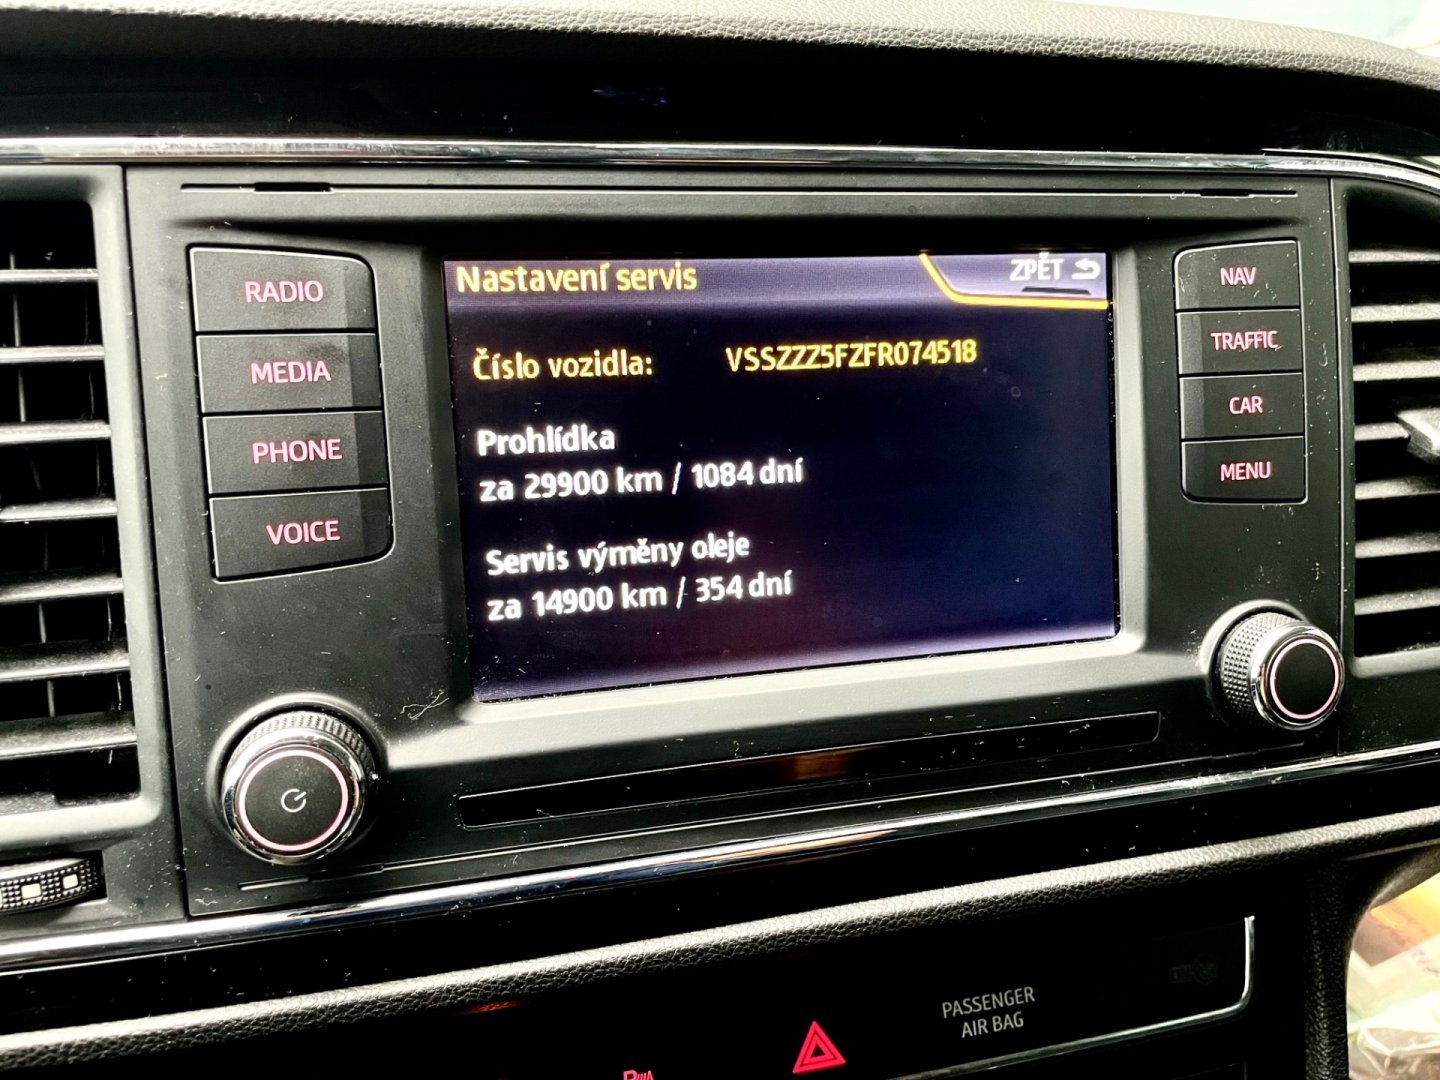 RADIO
MEDIA
PHONE
VOICE
Nastavení servis
ZPĚT
Číslo vozidla: VSSZZZ5FZFR074518
Prohlídka
za 29900 km / 1084 dní
Servis výměny oleje
za 14900 km / 354 dní
NAV
TRAFFIC
CAR
MENU
PASSENGER
AIR BAG